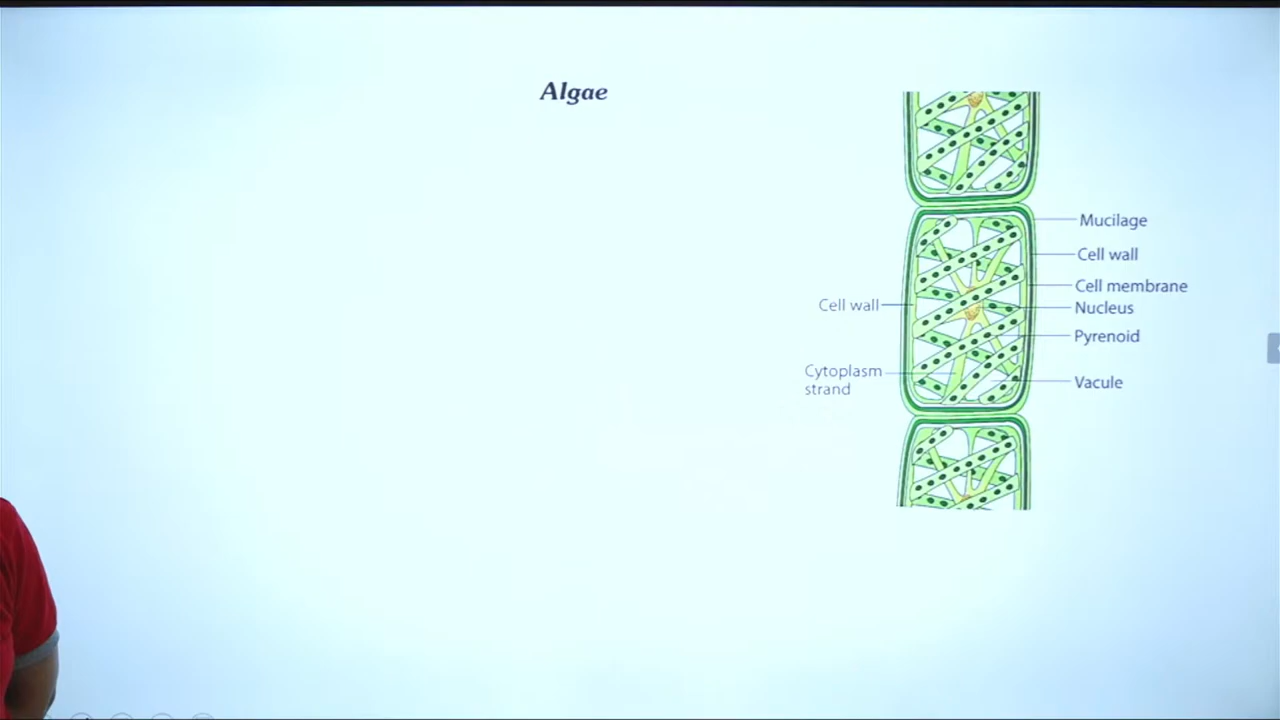 Algae
Mucilage
Cell wall
Cell membrane
Cell wall
Nucleus
Pyrenoid
Cytoplasm
strand
Vacule